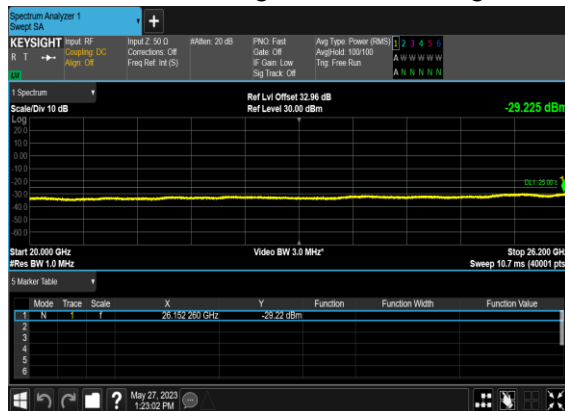 Spectrum Analyzer 1
Swept SA
+
KEYSIGHT Input: RF Input Z: 50 Ω #Atten: 20 dB PNO: Fast Avg Type: Power (RMS) 1 2 3 4 5 6
R T Coupling: DC Corrections: Off Gate: Off Avg|Hold: 100/100 A W W W W W
Align: Off Freq Ref: Int (S) IF Gain: Low Trig: Free Run
LW Sig Track: Off A N N N N N
1 Spectrum
Ref Lvl Offset 32.96 dB
Scale/Div 10 dB Ref Level 30.00 dBm -29.225 dBm
Log
20.0
10.0
0.00
-10.0
-20.0
DL1 -25.00
-30.0
-40.0
-50.0
-60.0
Start 20.000 GHz Video BW 3.0 MHz* Stop 26.200 GHz
#Res BW 1.0 MHz Sweep 10.7 ms (40001 pts
5 Marker Table
Mode Trace Scale X Y Function Function Width Function Value
1 N 1 f 26.152 260 GHz -29.22 dBm
2
3
4
5
6
? May 27, 2023
1:23:02 PM